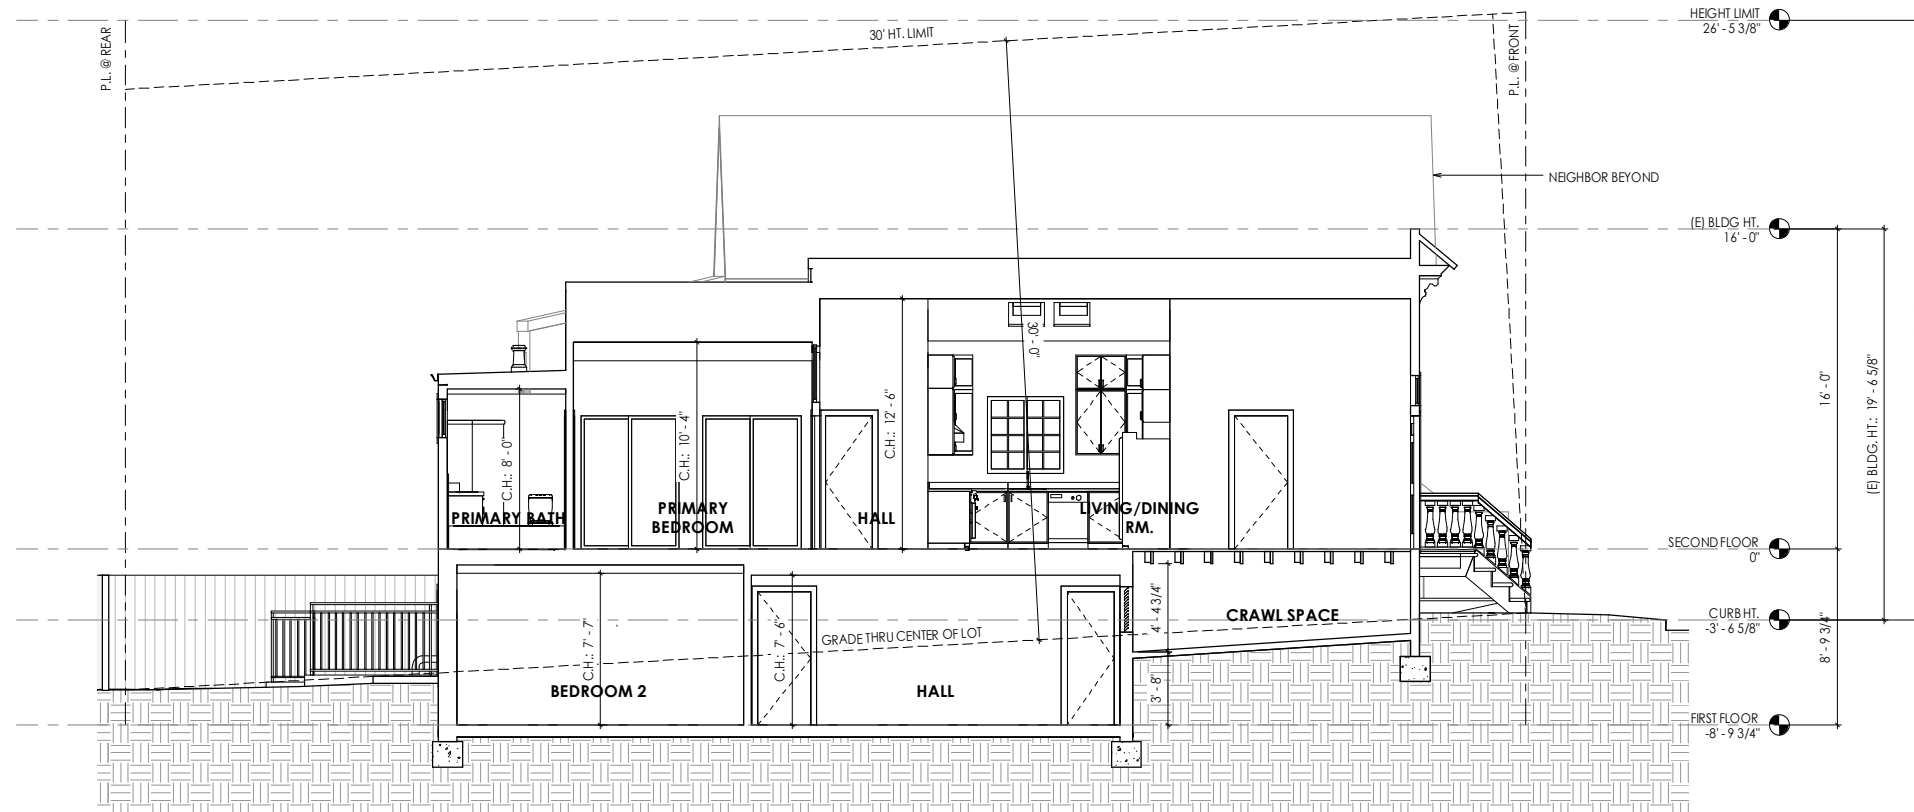 HEIGHT LIMIT
26' - 5 3/8"
30' HT. LIMIT
P.L. @ REAR
P.L. @ FRONT
NEIGHBOR BEYOND
(E) BLDG HT.
16' - 0"
30' - 0"
16' - 0"
(E) BLDG. HT.: 19' - 6 5/8"
C.H.: 8' - 0"
C.H.: 10' - 4"
C.H.: 12' - 6"
PRIMARY BATH
PRIMARY
BEDROOM
HALL
LIVING/DINING
RM.
SECOND FLOOR
0"
C.H.: 7' - 7"
C.H.: 7' - 6"
GRADE THRU CENTER OF LOT
4' - 4 3/4"
CRAWL SPACE
CURB HT.
-3' - 6 5/8"
8' - 9 3/4"
BEDROOM 2
HALL
3' - 8"
FIRST FLOOR
-8' - 9 3/4"